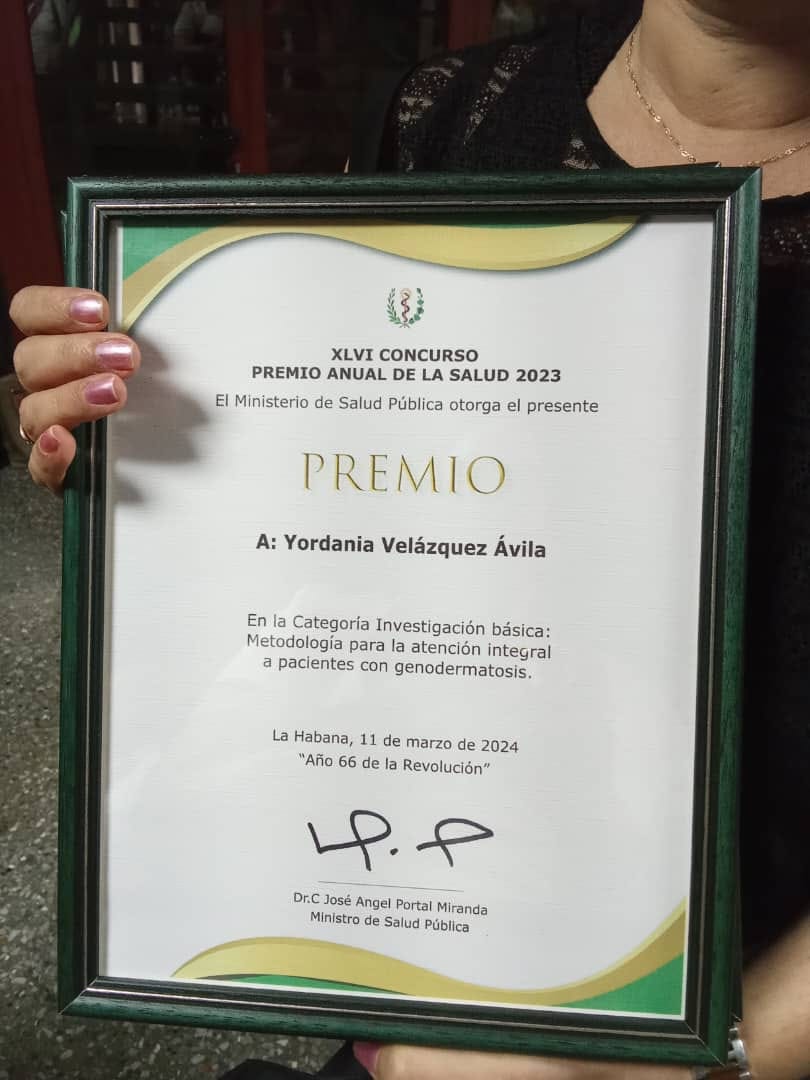 XLVI CONCURSO
PREMIO ANUAL DE LA SALUD 2023
El Ministerio de Salud Pública otorga el presente
PREMIO
A: Yordania Velázquez Ávila
En la Categoría Investigación básica:
Metodología para la atención integral
a pacientes con genodermatosis.
La Habana, 11 de marzo de 2024
“Año 66 de la Revolución”
Dr.C José Angel Portal Miranda
Ministro de Salud Pública